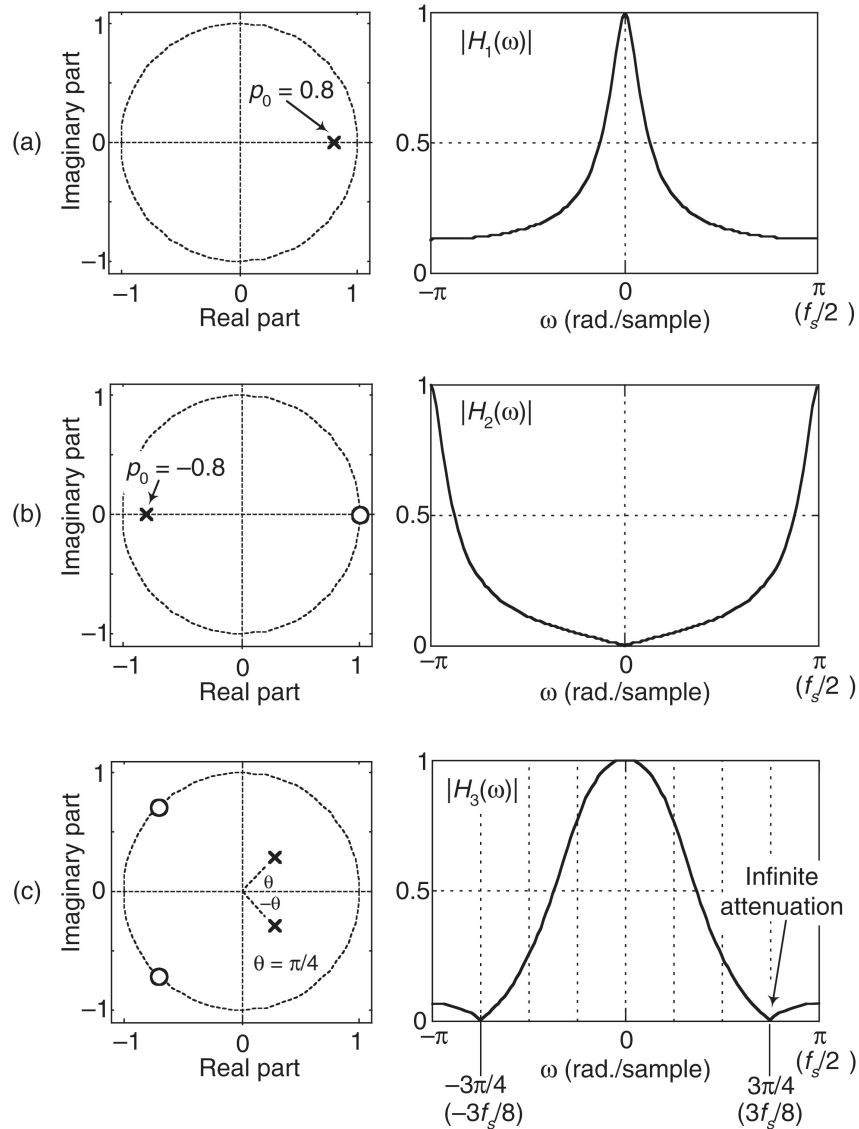 (a)
Imaginary part
1
0
−1
p0 = 0.8
−1 0 1
Real part
|H1(ω)|
1
0.5
0
−π 0 π
ω (rad./sample) (fs/2)
(b)
Imaginary part
1
0
−1
p0 = −0.8
−1 0 1
Real part
|H2(ω)|
1
0.5
0
−π 0 π
ω (rad./sample) (fs/2)
(c)
Imaginary part
1
0
−1
θ
−θ
θ = π/4
−1 0 1
Real part
|H3(ω)|
1
0.5
0
Infinite
attenuation
−π 0 π
ω (rad./sample) (fs/2)
−3π/4 3π/4
(−3fs/8) (3fs/8)